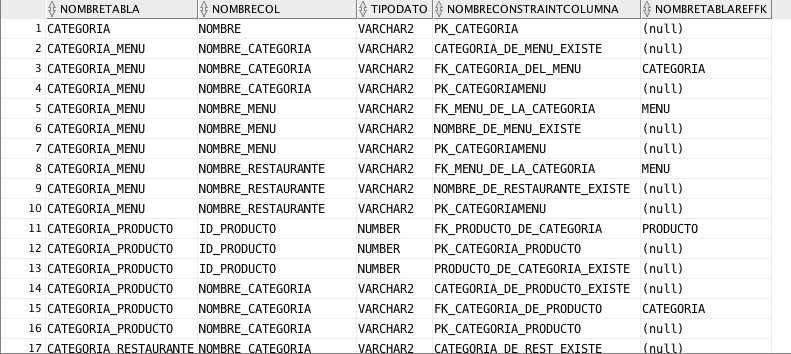 NOMBRETABLA NOMBRECOL TIPODATO NOMBRECONSTRAINTCOLUMNA NOMBRETABLAREFFK
1 CATEGORIA NOMBRE VARCHAR2 PK_CATEGORIA (null)
2 CATEGORIA_MENU NOMBRE_CATEGORIA VARCHAR2 CATEGORIA_DE_MENU_EXISTE (null)
3 CATEGORIA_MENU NOMBRE_CATEGORIA VARCHAR2 FK_CATEGORIA_DEL_MENU CATEGORIA
4 CATEGORIA_MENU NOMBRE_CATEGORIA VARCHAR2 PK_CATEGORIAMENU (null)
5 CATEGORIA_MENU NOMBRE_MENU VARCHAR2 FK_MENU_DE_LA_CATEGORIA MENU
6 CATEGORIA_MENU NOMBRE_MENU VARCHAR2 NOMBRE_DE_MENU_EXISTE (null)
7 CATEGORIA_MENU NOMBRE_MENU VARCHAR2 PK_CATEGORIAMENU (null)
8 CATEGORIA_MENU NOMBRE_RESTAURANTE VARCHAR2 FK_MENU_DE_LA_CATEGORIA MENU
9 CATEGORIA_MENU NOMBRE_RESTAURANTE VARCHAR2 NOMBRE_DE_RESTAURANTE_EXISTE (null)
10 CATEGORIA_MENU NOMBRE_RESTAURANTE VARCHAR2 PK_CATEGORIAMENU (null)
11 CATEGORIA_PRODUCTO ID_PRODUCTO NUMBER FK_PRODUCTO_DE_CATEGORIA PRODUCTO
12 CATEGORIA_PRODUCTO ID_PRODUCTO NUMBER PK_CATEGORIA_PRODUCTO (null)
13 CATEGORIA_PRODUCTO ID_PRODUCTO NUMBER PRODUCTO_DE_CATEGORIA_EXISTE (null)
14 CATEGORIA_PRODUCTO NOMBRE_CATEGORIA VARCHAR2 CATEGORIA_DE_PRODUCTO_EXISTE (null)
15 CATEGORIA_PRODUCTO NOMBRE_CATEGORIA VARCHAR2 FK_CATEGORIA_DE_PRODUCTO CATEGORIA
16 CATEGORIA_PRODUCTO NOMBRE_CATEGORIA VARCHAR2 PK_CATEGORIA_PRODUCTO (null)
17 CATEGORIA_RESTAURANTE NOMBRE_CATEGORIA VARCHAR2 CATEGORIA_DE_REST_EXISTE (null)